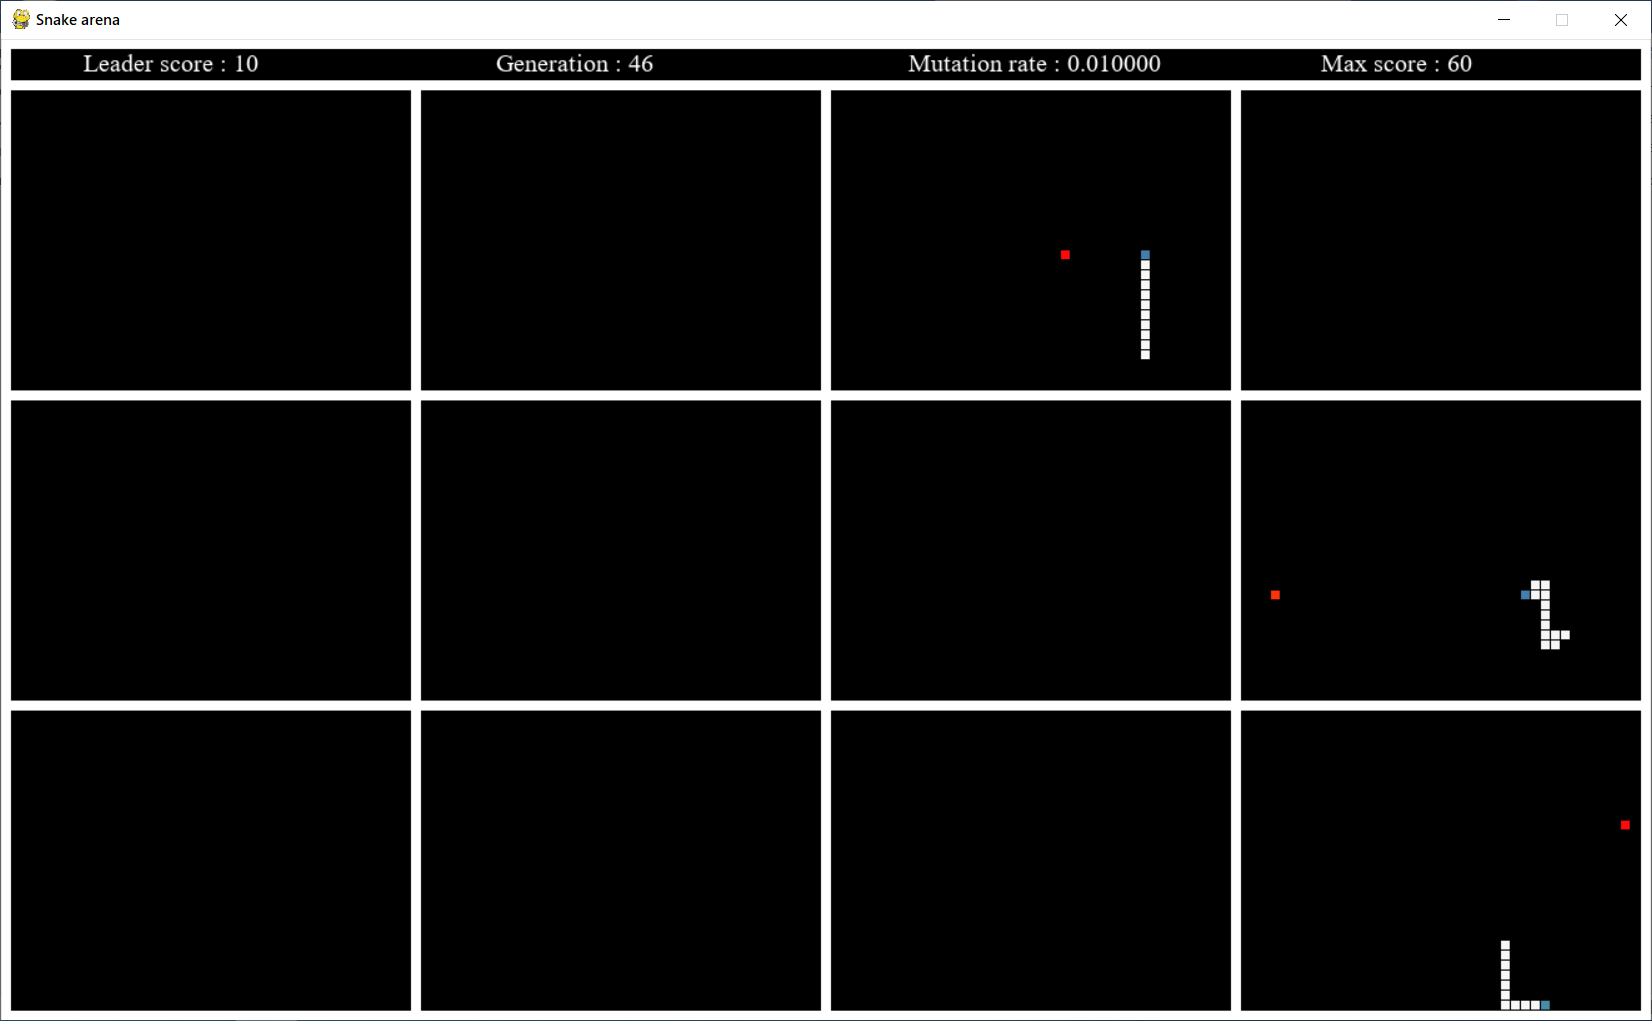 Snake arena
Leader score : 10 Generation : 46 Mutation rate : 0.010000 Max score : 60